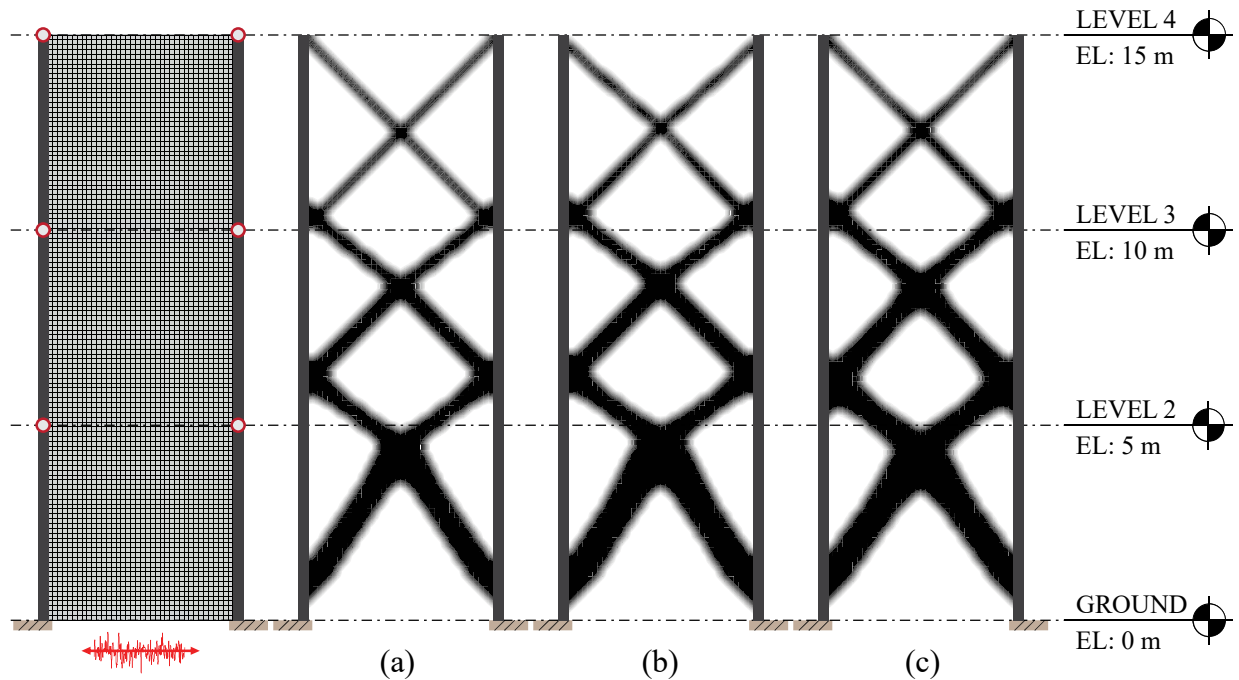 LEVEL 4
EL: 15 m
LEVEL 3
EL: 10 m
LEVEL 2
EL: 5 m
GROUND
EL: 0 m
(a)
(b)
(c)